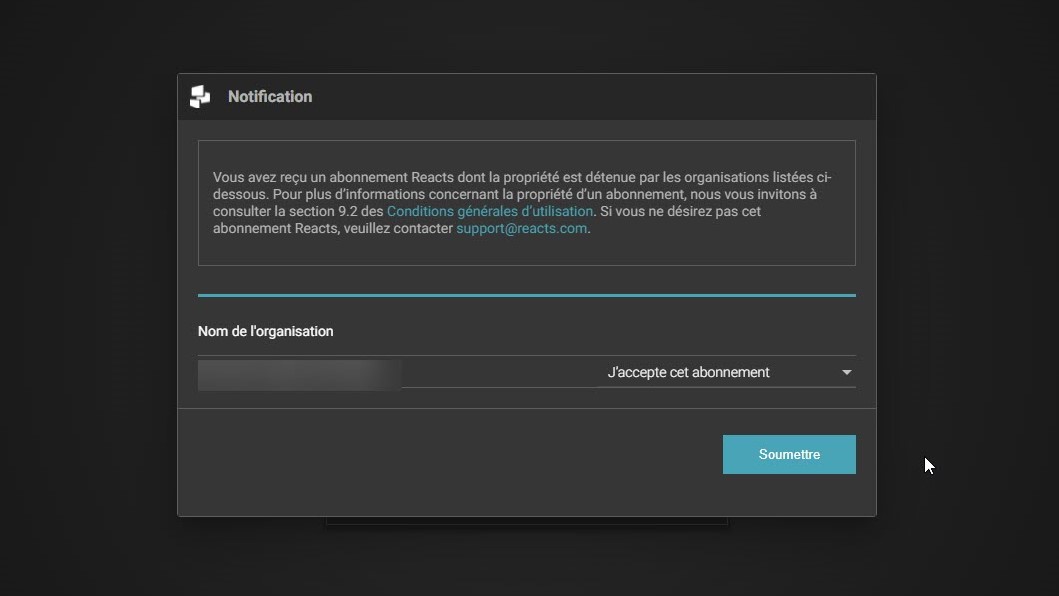 Notification
Vous avez reçu un abonnement Reacts dont la propriété est détenue par les organisations listées ci-
dessous. Pour plus d’informations concernant la propriété d’un abonnement, nous vous invitons à
consulter la section 9.2 des Conditions générales d’utilisation. Si vous ne désirez pas cet
abonnement Reacts, veuillez contacter support@reacts.com.
Nom de l'organisation
J'accepte cet abonnement
Soumettre